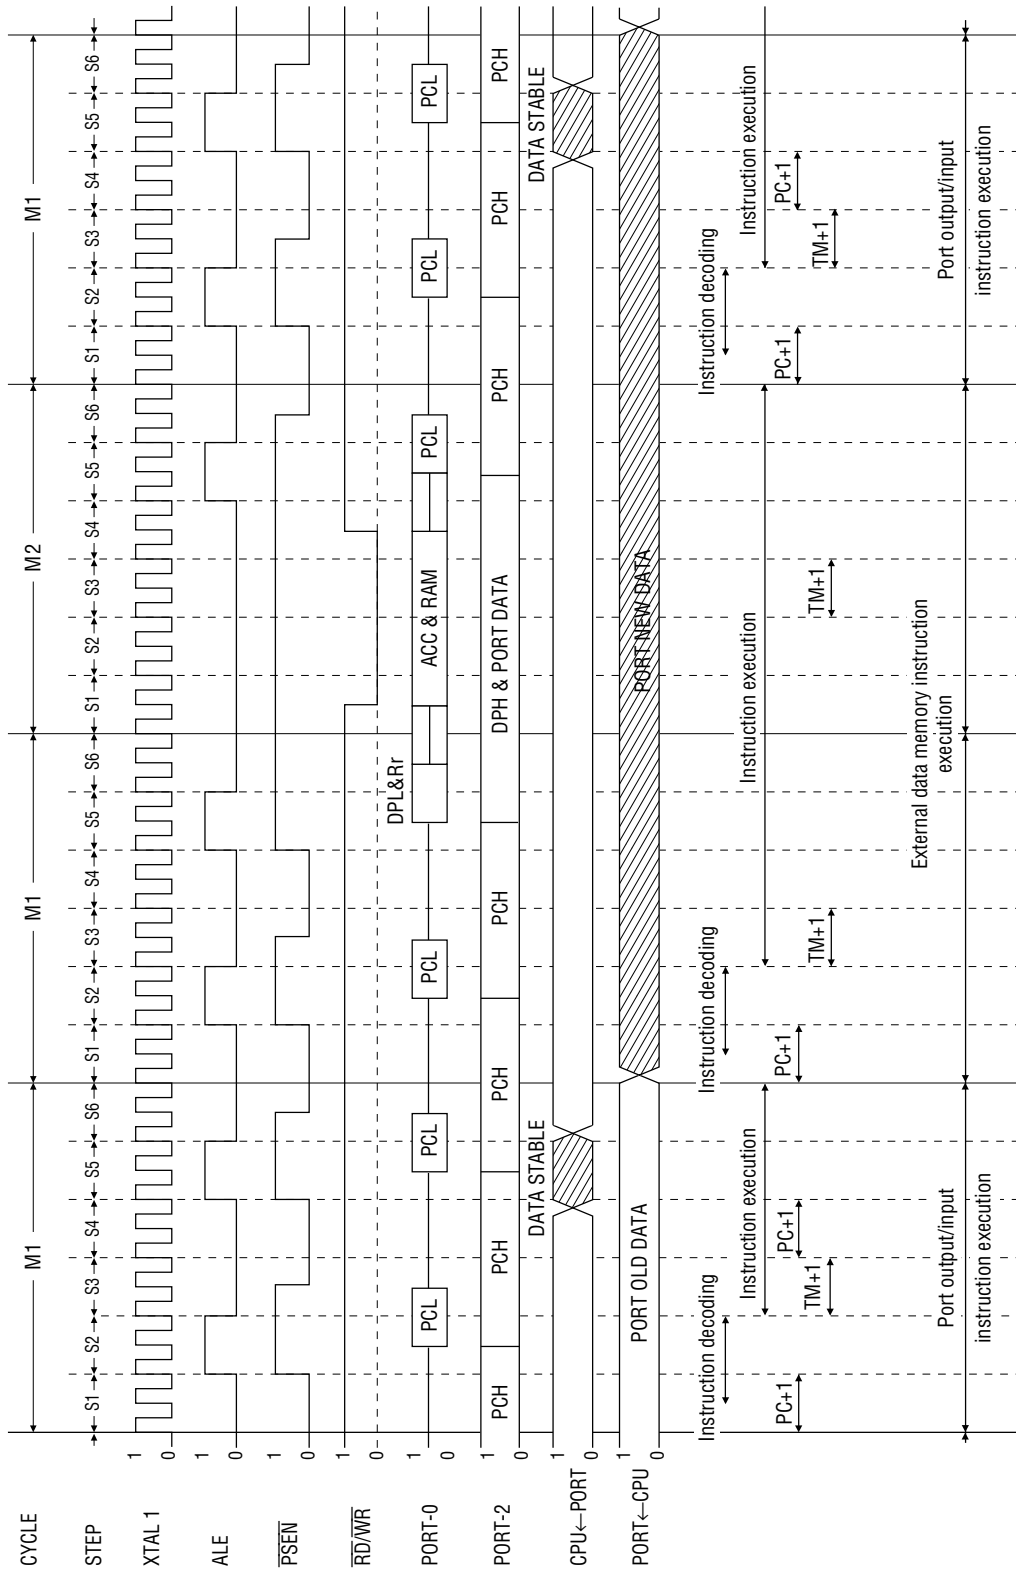 CYCLE M1 M1 M2 M1
STEP S1 S2 S3 S4 S5 S6 S1 S2 S3 S4 S5 S6 S1 S2 S3 S4 S5 S6 S1 S2 S3 S4 S5 S6
XTAL 1 1 0
ALE 1 0
PSEN 1 0
RD/WR 1 0
DPL&Rr
PORT-0 1 0 PCL PCL PCL ACC & RAM PCL PCL PCL
PORT-2 1 0 PCH PCH PCH PCH DPH & PORT DATA PCH PCH PCH
DATA STABLE DATA STABLE
CPU←PORT 1 0
PORT←CPU 1 0 PORT OLD DATA PORT NEW DATA
Instruction decoding Instruction decoding Instruction decoding
Instruction execution Instruction execution Instruction execution
PC+1 PC+1 PC+1 PC+1 PC+1
TM+1 TM+1 TM+1 TM+1
Port output/input
instruction execution
External data memory instruction
execution
Port output/input
instruction execution